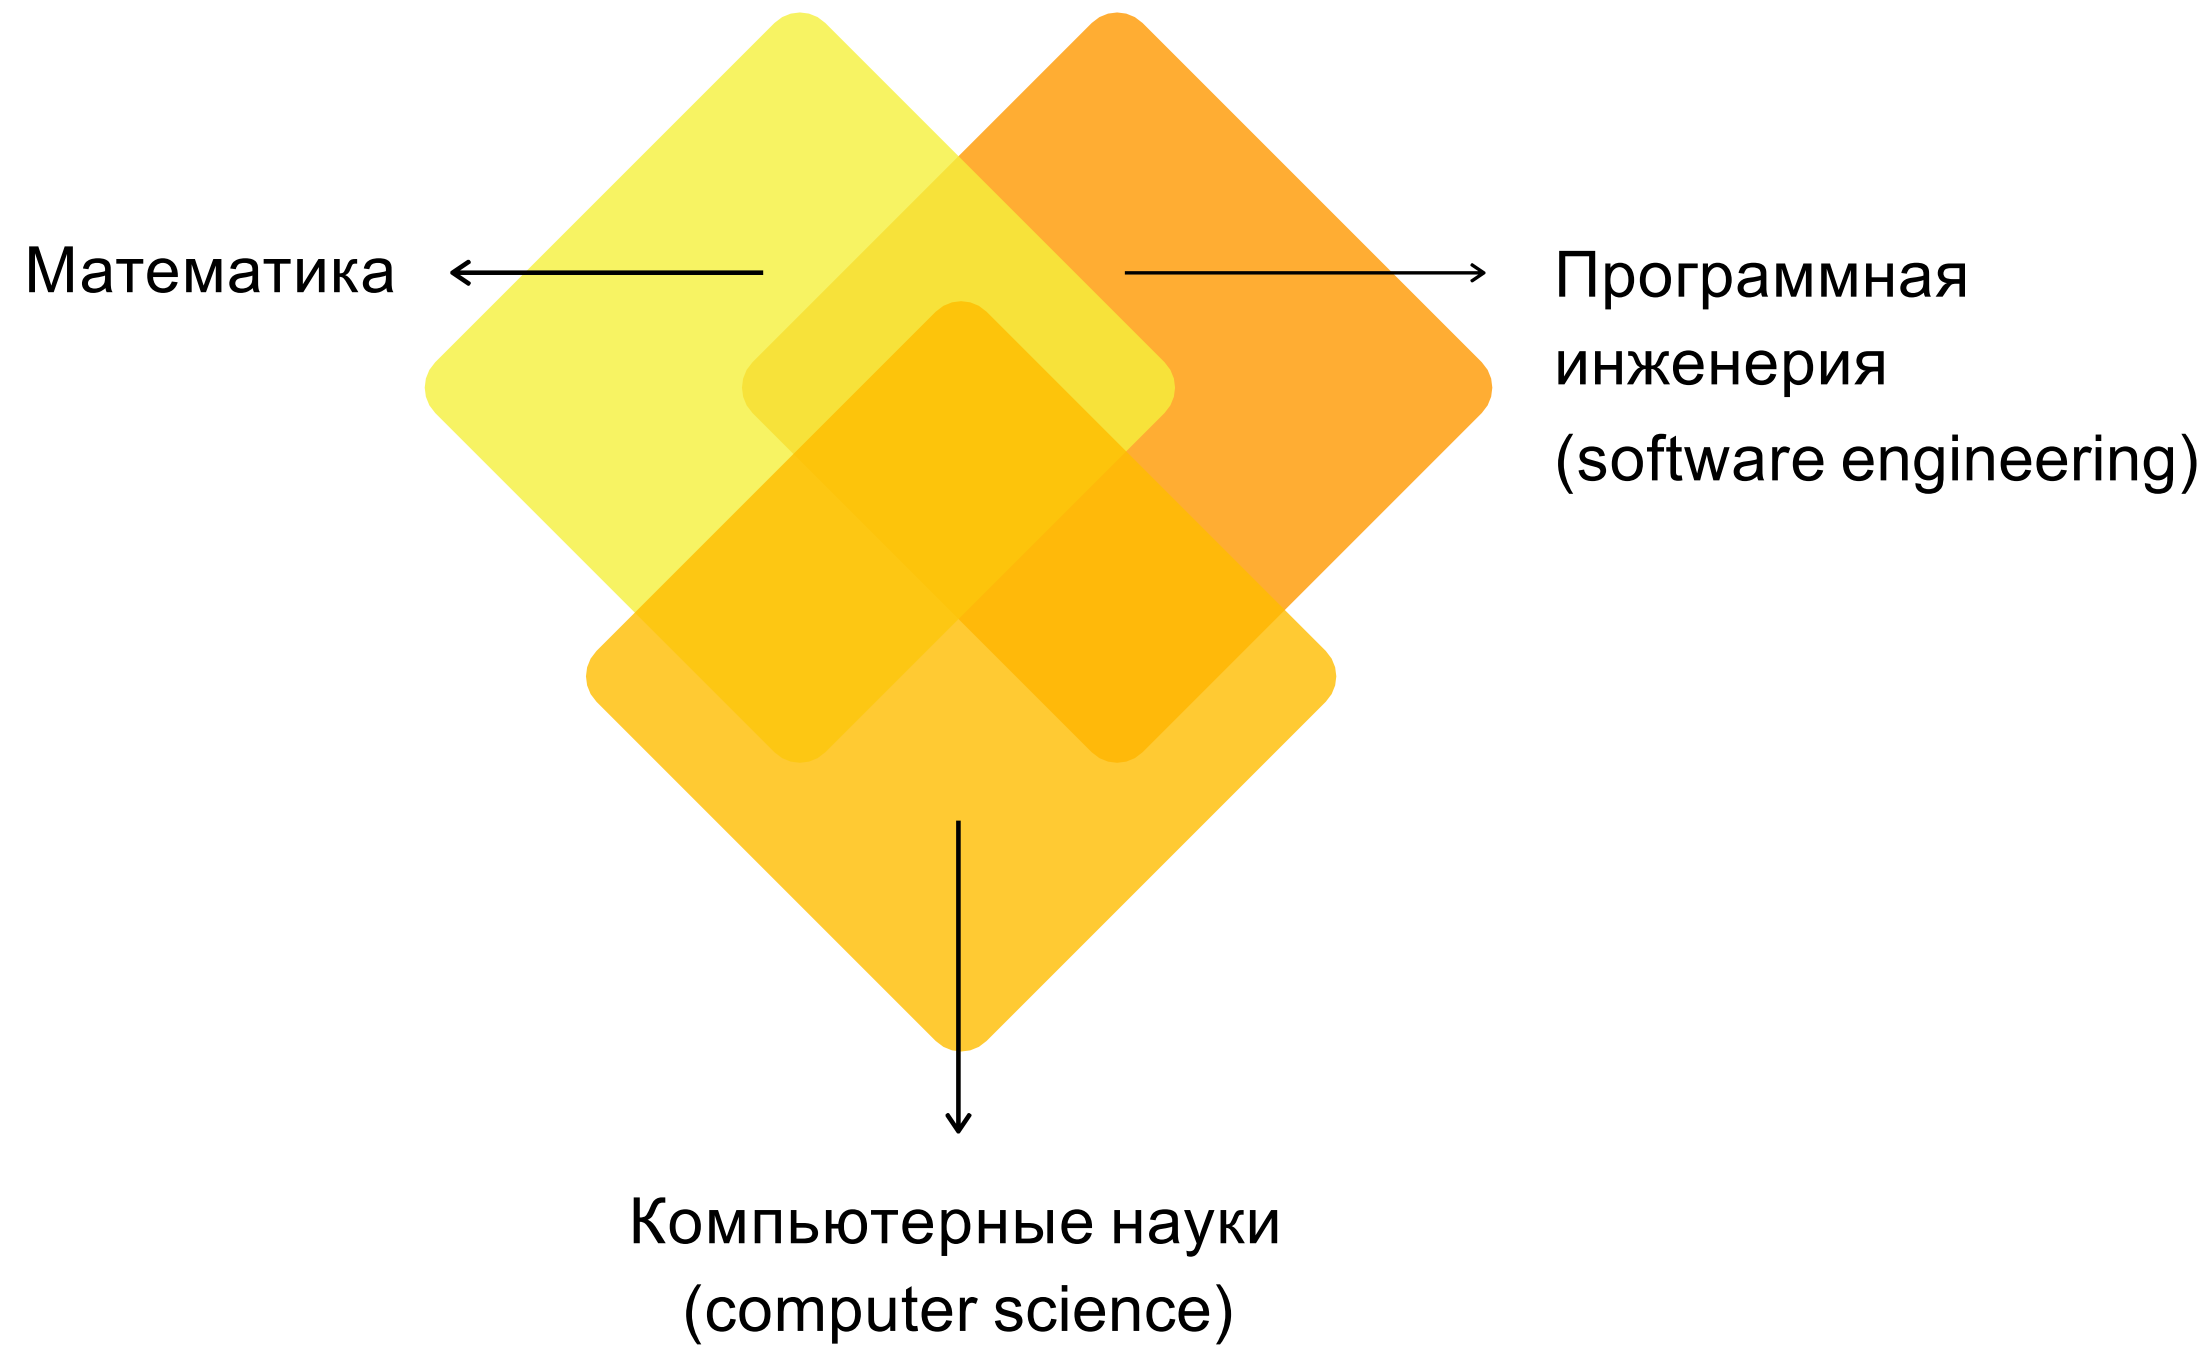 Математика
Программная
инженерия
(software engineering)
Компьютерные науки
(computer science)